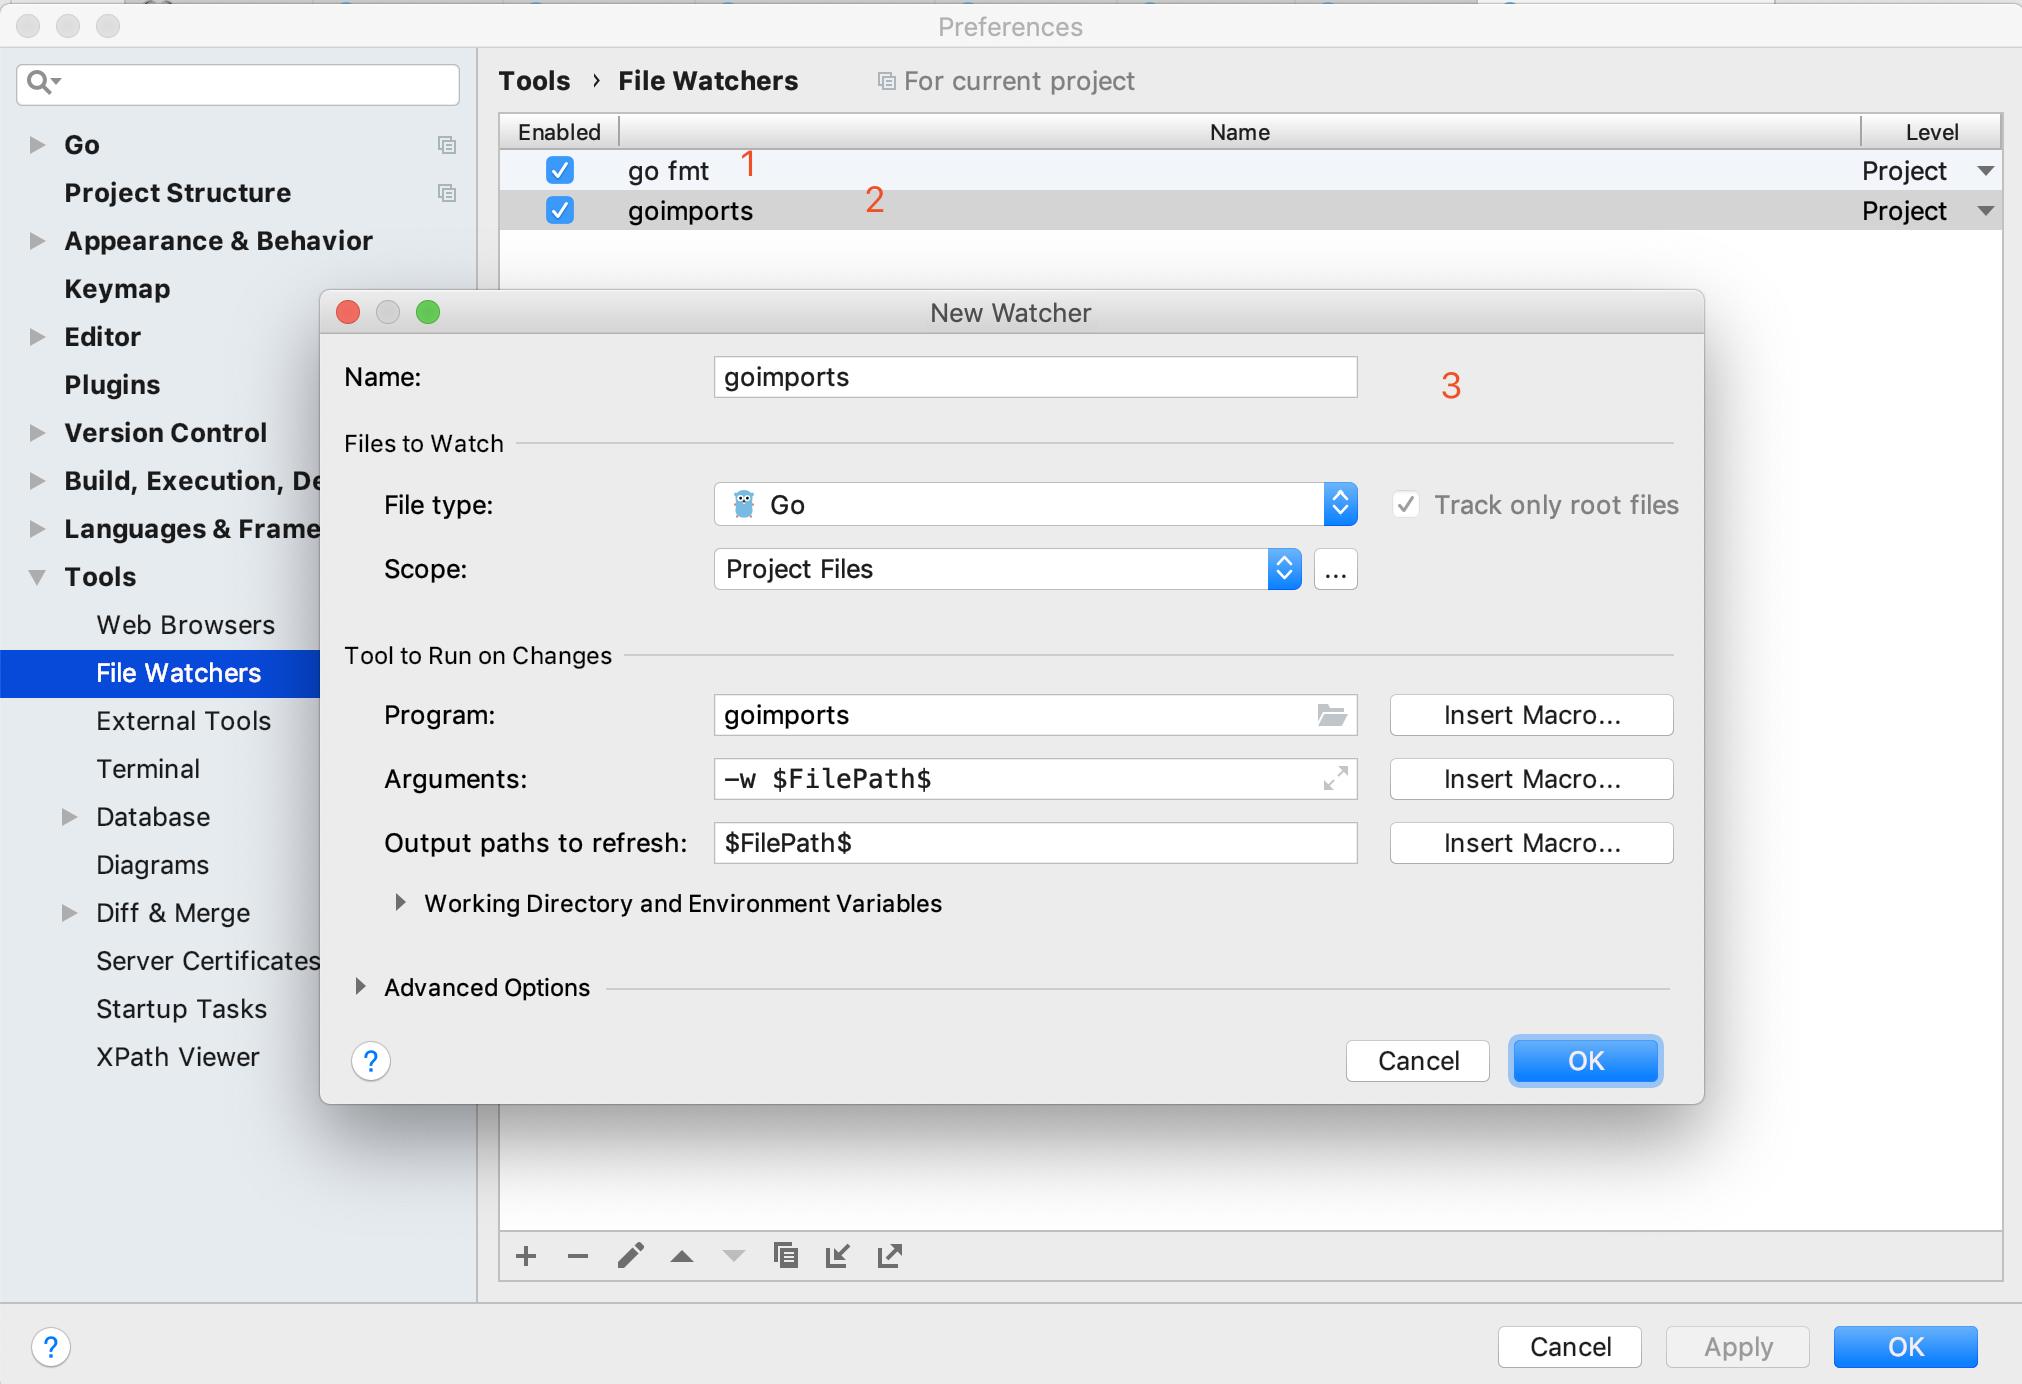 Preferences
Go
Project Structure
Appearance & Behavior
Keymap
Editor
Plugins
Version Control
Build, Execution, De
Languages & Frame
Tools
Web Browsers
File Watchers
External Tools
Terminal
Database
Diagrams
Diff & Merge
Server Certificates
Startup Tasks
XPath Viewer
Tools › File Watchers For current project
Enabled Name Level
go fmt 1 Project
goimports 2 Project
New Watcher
Name: goimports 3
Files to Watch
File type: Go Track only root files
Scope: Project Files ...
Tool to Run on Changes
Program: goimports Insert Macro...
Arguments: -w $FilePath$ Insert Macro...
Output paths to refresh: $FilePath$ Insert Macro...
Working Directory and Environment Variables
Advanced Options
? Cancel OK
? Cancel Apply OK